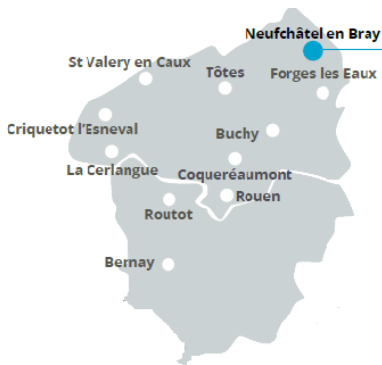 Neufchâtel en Bray
St Valery en Caux
Tôtes
Forges les Eaux
Criquetot l'Esneval
Buchy
La Cerlangue
Coqueréaumont
Rouen
Routot
Bernay